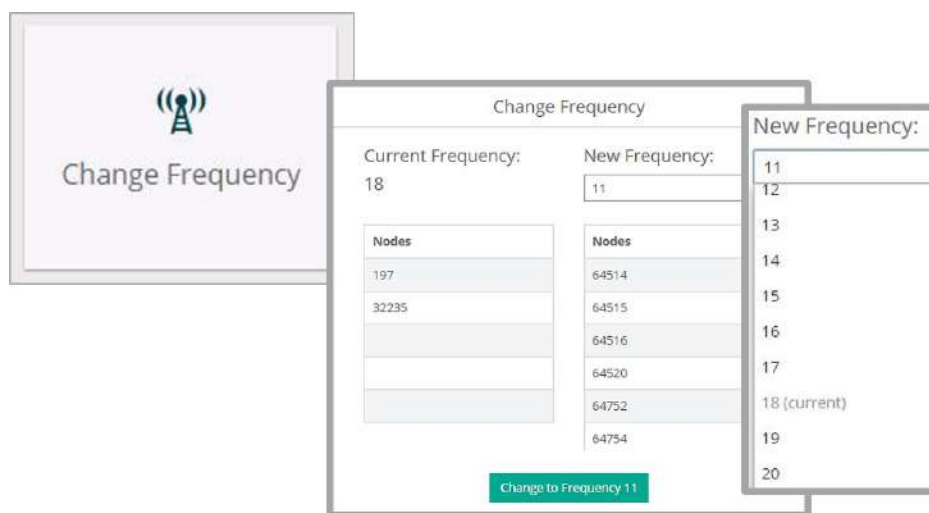 Change Frequency
Change Frequency
Current Frequency:
18
New Frequency:
11
Nodes
197
32235
Nodes
64514
64515
64516
64520
64752
64754
Change to Frequency 11
New Frequency:
11
12
13
14
15
16
17
18 (current)
19
20